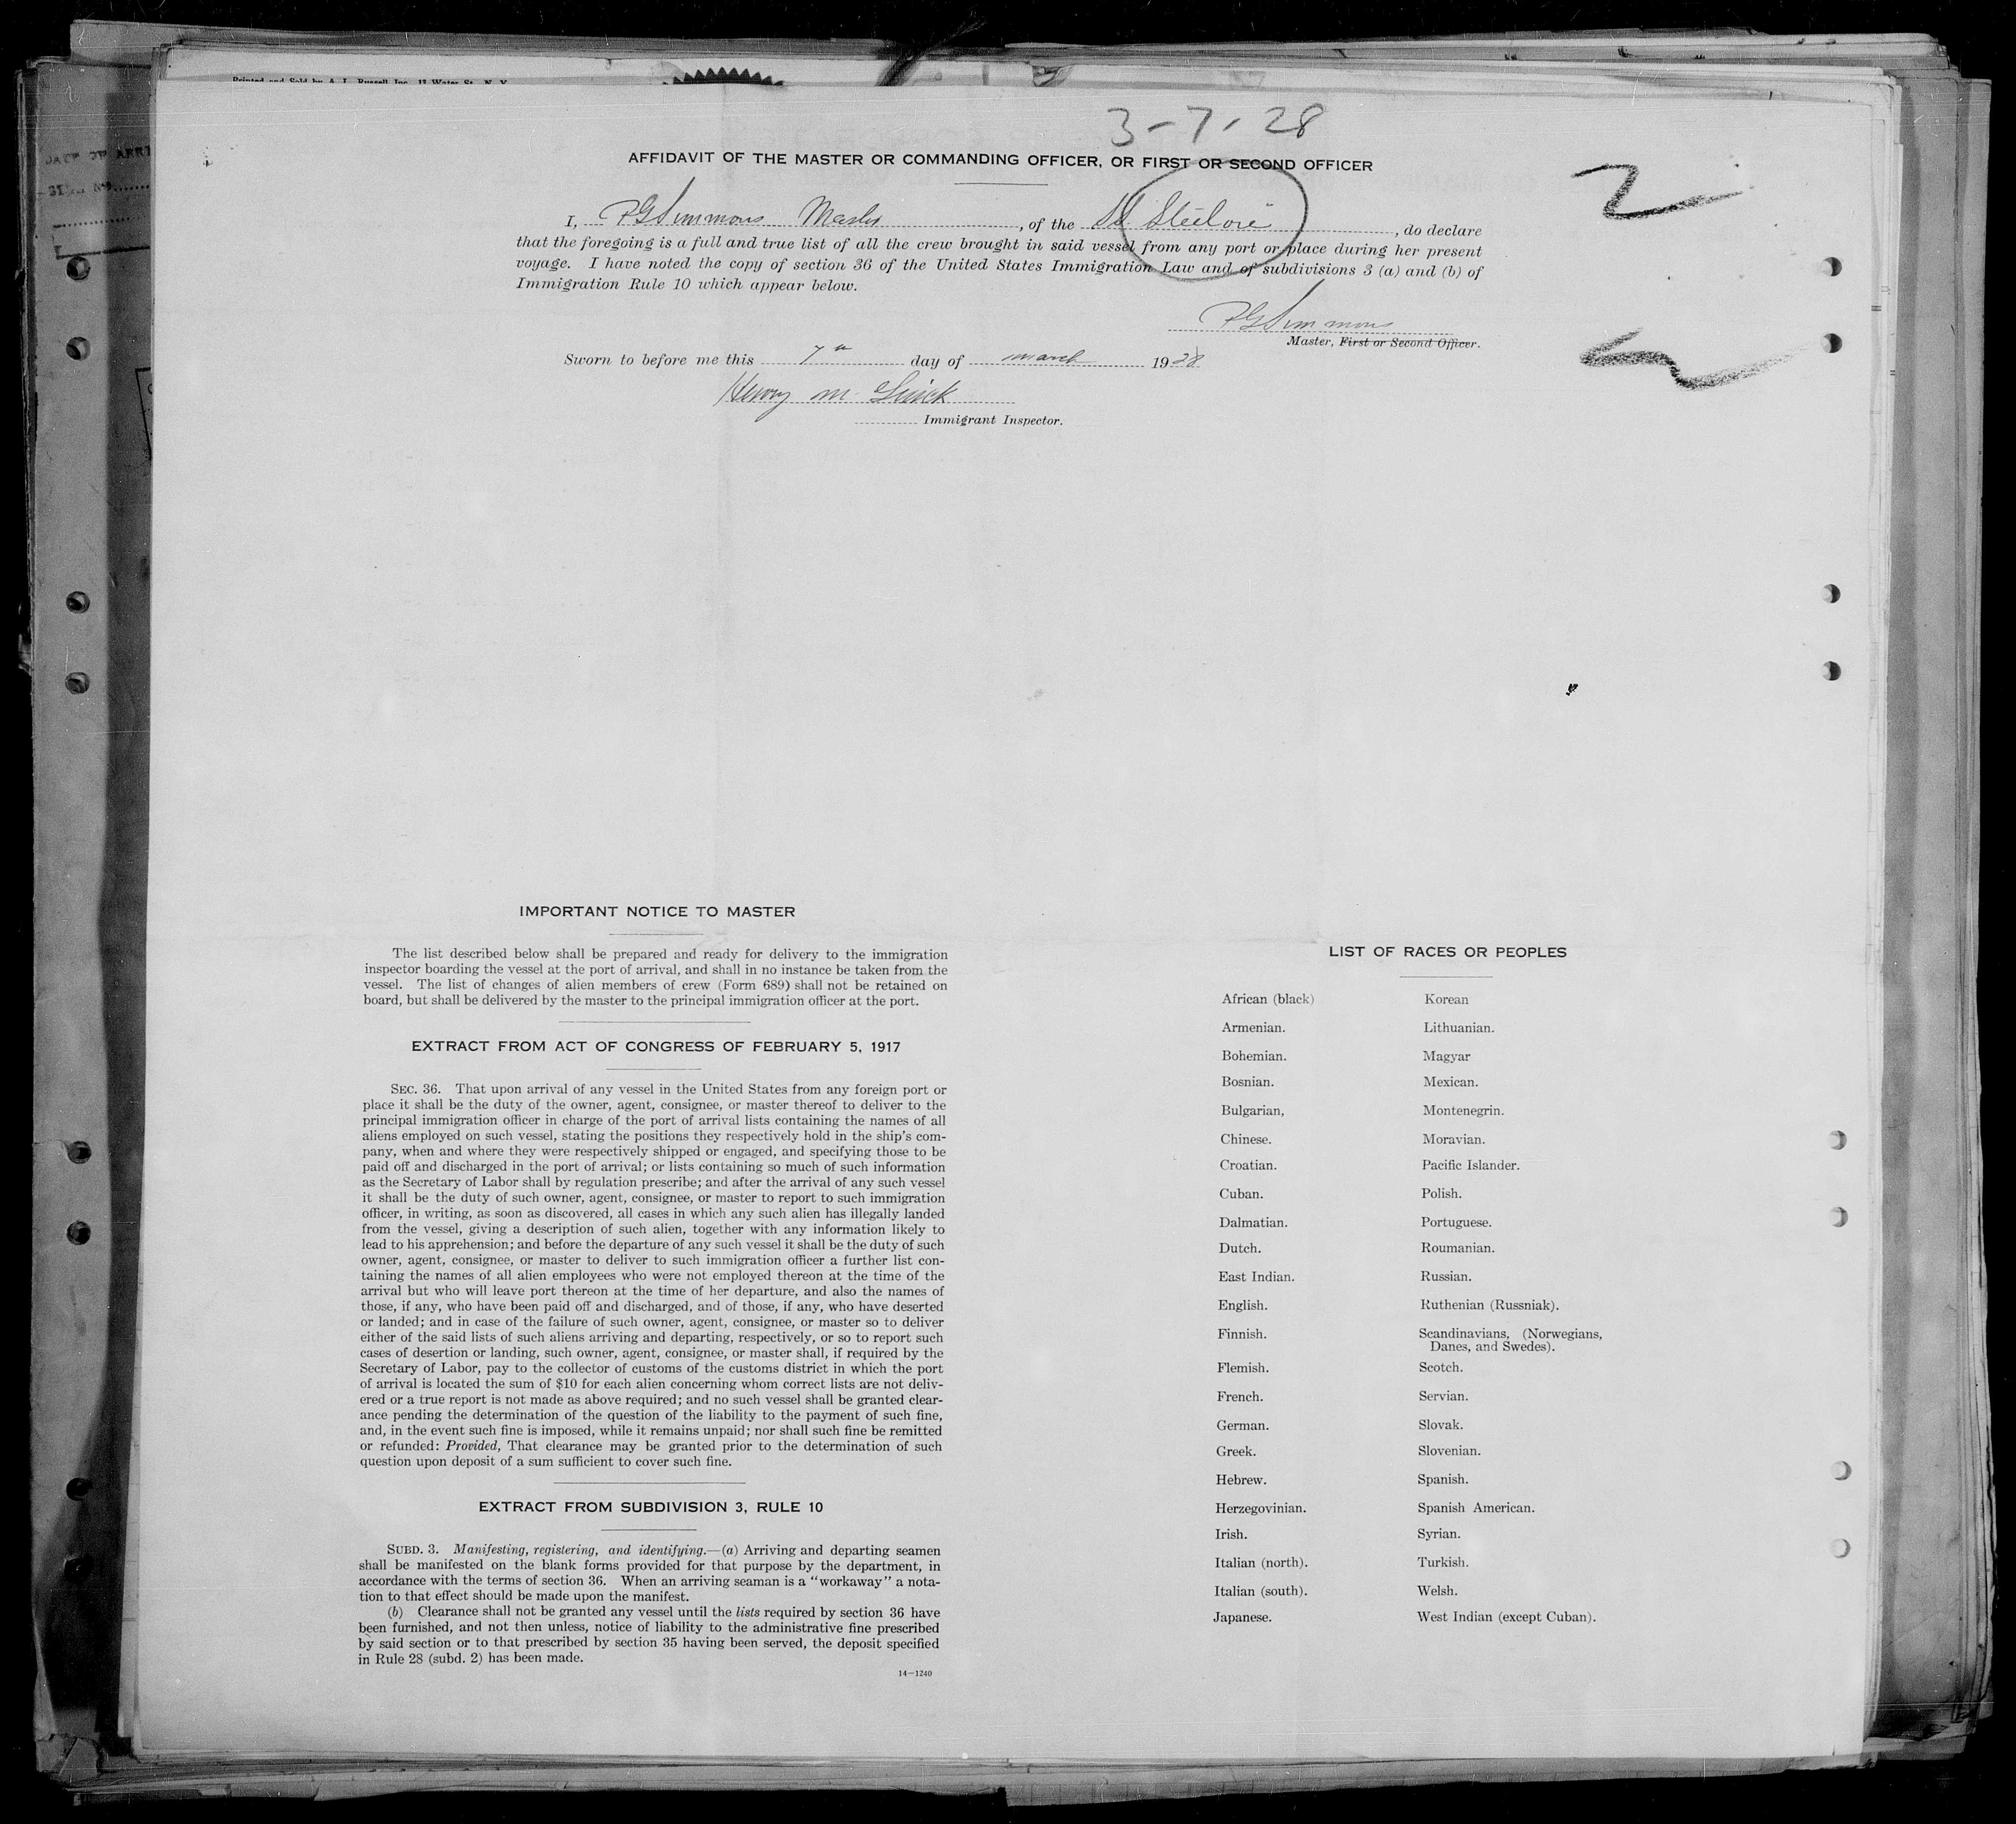 Printed and Sold by A. L. Russell Inc. 12 Water St. N. Y.
3-7-28
2
AFFIDAVIT OF THE MASTER OR COMMANDING OFFICER, OR FIRST OR SECOND OFFICER
I, P G Simmons Master, of the SS. Steelore, do declare
that the foregoing is a full and true list of all the crew brought in said vessel from any port or place during her present
voyage. I have noted the copy of section 36 of the United States Immigration Law and of subdivisions 3 (a) and (b) of
Immigration Rule 10 which appear below.
P G Simmons
Master, First or Second Officer.
Sworn to before me this 7th day of march 1928
Henry M
Immigrant Inspector.
IMPORTANT NOTICE TO MASTER
The list described below shall be prepared and ready for delivery to the immigration
inspector boarding the vessel at the port of arrival, and shall in no instance be taken from the
vessel. The list of changes of alien members of crew (Form 689) shall not be retained on
board, but shall be delivered by the master to the principal immigration officer at the port.
EXTRACT FROM ACT OF CONGRESS OF FEBRUARY 5, 1917
SEC. 36. That upon arrival of any vessel in the United States from any foreign port or
place it shall be the duty of the owner, agent, consignee, or master thereof to deliver to the
principal immigration officer in charge of the port of arrival lists containing the names of all
aliens employed on such vessel, stating the positions they respectively hold in the ship's com-
pany, when and where they were respectively shipped or engaged, and specifying those to be
paid off and discharged in the port of arrival; or lists containing so much of such information
as the Secretary of Labor shall by regulation prescribe; and after the arrival of any such vessel
it shall be the duty of such owner, agent, consignee, or master to report to such immigration
officer, in writing, as soon as discovered, all cases in which any such alien has illegally landed
from the vessel, giving a description of such alien, together with any information likely to
lead to his apprehension; and before the departure of any such vessel it shall be the duty of such
owner, agent, consignee, or master to deliver to such immigration officer a further list con-
taining the names of all alien employees who were not employed thereon at the time of the
arrival but who will leave port thereon at the time of her departure, and also the names of
those, if any, who have been paid off and discharged, and of those, if any, who have deserted
or landed; and in case of the failure of such owner, agent, consignee, or master so to deliver
either of the said lists of such aliens arriving and departing, respectively, or so to report such
cases of desertion or landing, such owner, agent, consignee, or master shall, if required by the
Secretary of Labor, pay to the collector of customs of the customs district in which the port
of arrival is located the sum of $10 for each alien concerning whom correct lists are not deliv-
ered or a true report is not made as above required; and no such vessel shall be granted clear-
ance pending the determination of the question of the liability to the payment of such fine,
and, in the event such fine is imposed, while it remains unpaid; nor shall such fine be remitted
or refunded: Provided, That clearance may be granted prior to the determination of such
question upon deposit of a sum sufficient to cover such fine.
EXTRACT FROM SUBDIVISION 3, RULE 10
SUBD. 3. Manifesting, registering, and identifying.—(a) Arriving and departing seamen
shall be manifested on the blank forms provided for that purpose by the department, in
accordance with the terms of section 36. When an arriving seaman is a "workaway" a nota-
tion to that effect should be made upon the manifest.
(b) Clearance shall not be granted any vessel until the lists required by section 36 have
been furnished, and not then unless, notice of liability to the administrative fine prescribed
by said section or to that prescribed by section 35 having been served, the deposit specified
in Rule 28 (subd. 2) has been made.
14—1240
LIST OF RACES OR PEOPLES
African (black) Korean
Armenian. Lithuanian.
Bohemian. Magyar
Bosnian. Mexican.
Bulgarian, Montenegrin.
Chinese. Moravian.
Croatian. Pacific Islander.
Cuban. Polish.
Dalmatian. Portuguese.
Dutch. Roumanian.
East Indian. Russian.
English. Ruthenian (Russniak).
Finnish. Scandinavians, (Norwegians,
Danes, and Swedes).
Flemish. Scotch.
French. Servian.
German. Slovak.
Greek. Slovenian.
Hebrew. Spanish.
Herzegovinian. Spanish American.
Irish. Syrian.
Italian (north). Turkish.
Italian (south). Welsh.
Japanese. West Indian (except Cuban).